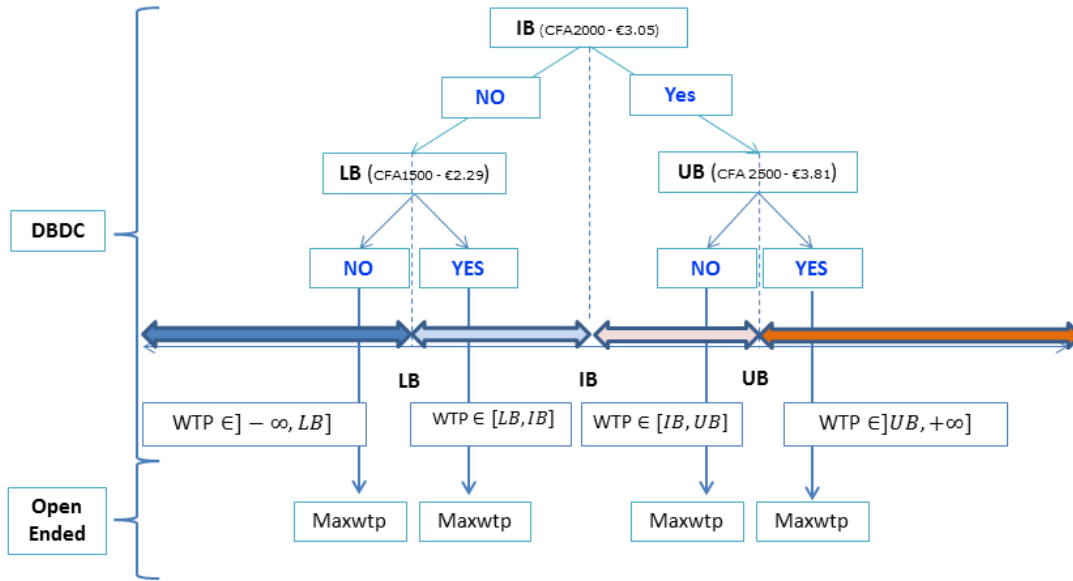 IB (CFA2000 - €3.05)
NO
Yes
LB (CFA1500 - €2.29)
UB (CFA 2500 - €3.81)
DBDC
NO
YES
NO
YES
LB
IB
UB
WTP ∈] − ∞, LB]
WTP ∈ [LB, IB]
WTP ∈ [IB, UB]
WTP ∈]UB, +∞]
Open
Ended
Maxwtp
Maxwtp
Maxwtp
Maxwtp